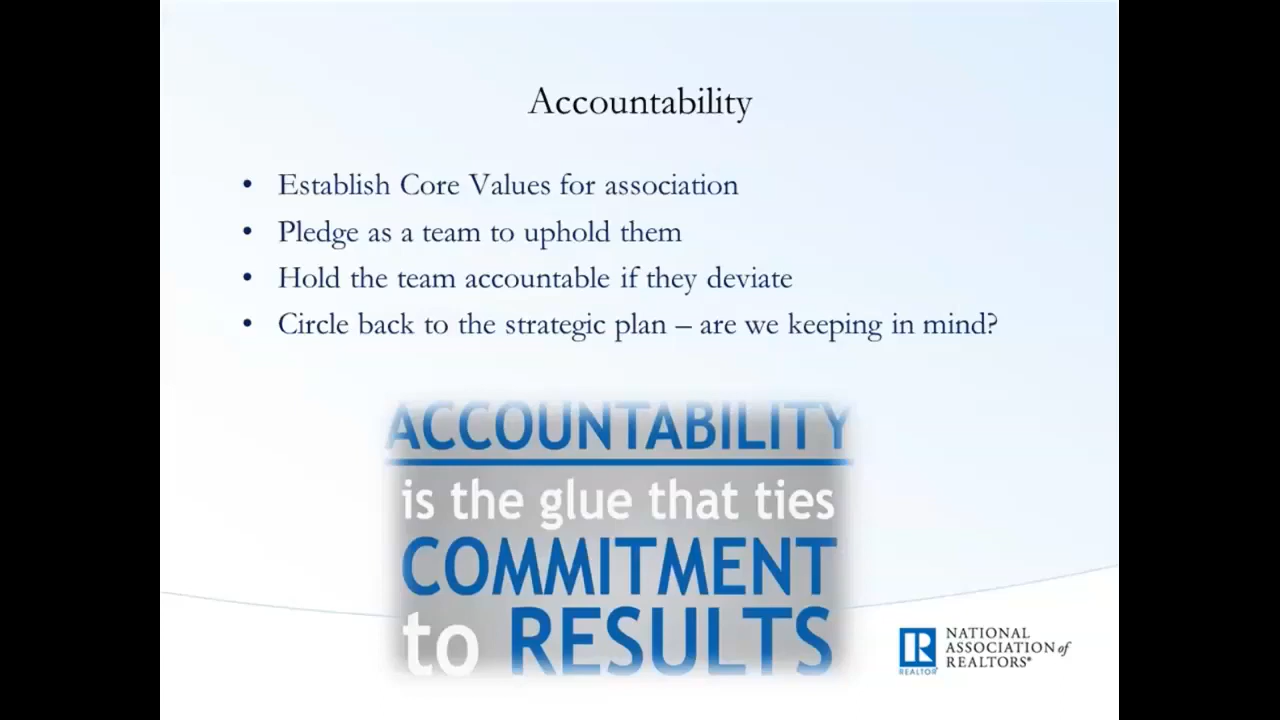 Accountability
• Establish Core Values for association
• Pledge as a team to uphold them
• Hold the team accountable if they deviate
• Circle back to the strategic plan – are we keeping in mind?
ACCOUNTABILITY
is the glue that ties
COMMITMENT
to RESULTS
R
REALTOR®
NATIONAL
ASSOCIATION of
REALTORS®